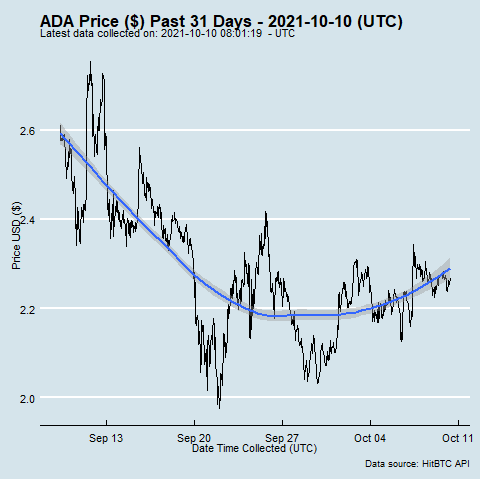 ADA Price ($) Past 31 Days - 2021-10-10 (UTC)
Latest data collected on: 2021-10-10 08:01:19  - UTC
2.6
2.4
2.2
2.0
Price USD ($)
Sep 13 Sep 20 Sep 27 Oct 04 Oct 11
Date Time Collected (UTC)
Data source: HitBTC API